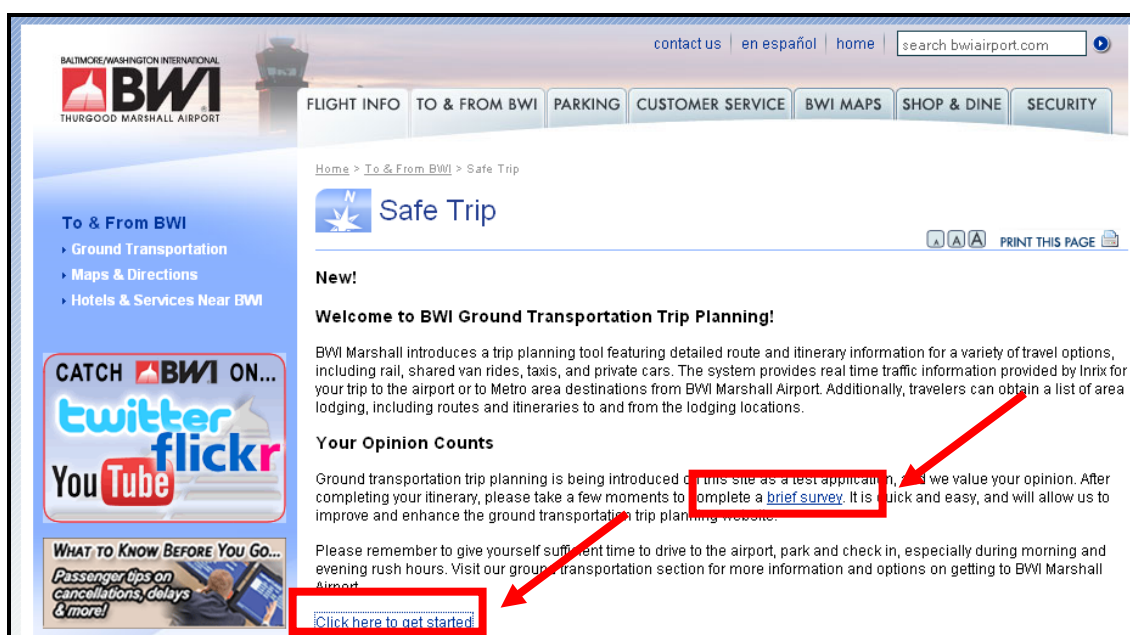 contact us en español home search bwiairport.com
BALTIMORE/WASHINGTON INTERNATIONAL
BWI
THURGOOD MARSHALL AIRPORT
FLIGHT INFO TO & FROM BWI PARKING CUSTOMER SERVICE BWI MAPS SHOP & DINE SECURITY
Home > To & From BWI > Safe Trip
N
Safe Trip
A A A PRINT THIS PAGE
To & From BWI
Ground Transportation
Maps & Directions
Hotels & Services Near BWI
CATCH BWI ON...
twitter
flickr
You Tube
WHAT TO KNOW BEFORE YOU GO...
Passenger tips on
cancellations, delays
& more!
New!
Welcome to BWI Ground Transportation Trip Planning!
BWI Marshall introduces a trip planning tool featuring detailed route and itinerary information for a variety of travel options,
including rail, shared van rides, taxis, and private cars. The system provides real time traffic information provided by Inrix for
your trip to the airport or to Metro area destinations from BWI Marshall Airport. Additionally, travelers can obtain a list of area
lodging, including routes and itineraries to and from the lodging locations.
Your Opinion Counts
Ground transportation trip planning is being introduced on this site as a test application, and we value your opinion. After
completing your itinerary, please take a few moments to complete a brief survey. It is quick and easy, and will allow us to
improve and enhance the ground transportation trip planning website.
Please remember to give yourself sufficient time to drive to the airport, park and check in, especially during morning and
evening rush hours. Visit our ground transportation section for more information and options on getting to BWI Marshall
Airport.
Click here to get started